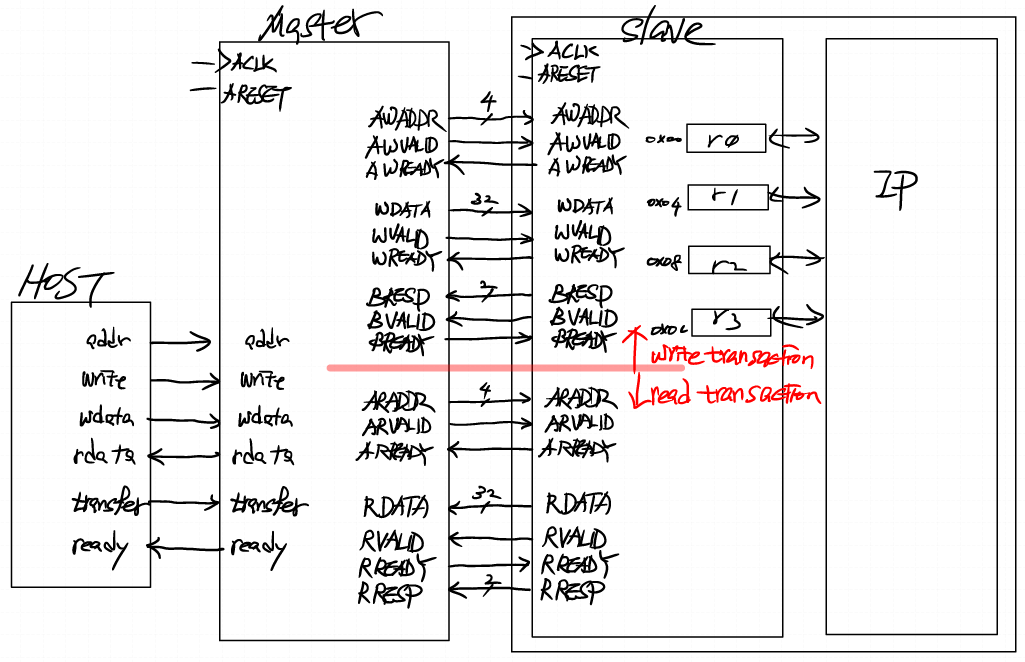 Master
ACLK
ARESET
AWADDR
AWVALID
AWREADY
WDATA
WVALID
WREADY
BRESP
BVALID
BREADY
ARADDR
ARVALID
ARREADY
RDATA
RVALID
RREADY
RRESP
4
32
2
4
32
2
Slave
ACLK
ARESET
AWADDR
AWVALID
AWREADY
WDATA
WVALID
WREADY
BRESP
BVALID
BREADY
ARADDR
ARVALID
ARREADY
RDATA
RVALID
RREADY
RRESP
0x00 r0
0x04 r1
0x08 r2
0x0c r3
IP
write transaction
read transaction
HOST
addr
write
wdata
rdata
transfer
ready
addr
write
wdata
rdata
transfer
ready